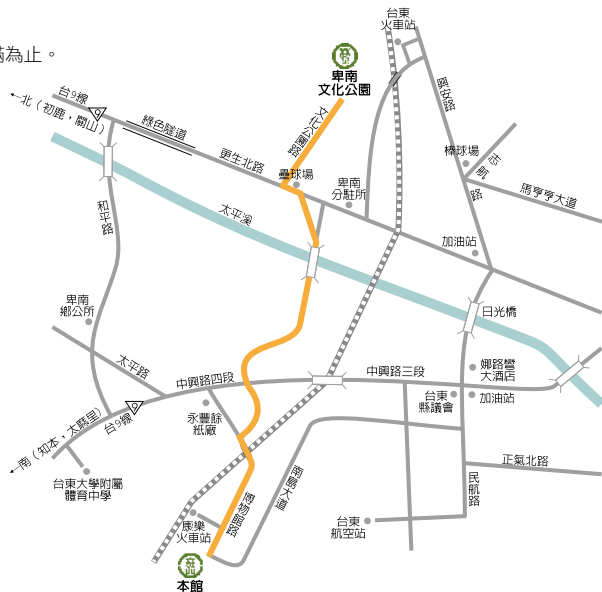 滿為止。
台東
火車站
卑南
文化公園
台9線
←北（初鹿，關山）
綠色隧道
更生北路
文化公園路
壘球場
卑南
分駐所
興安路
棒球場
志航
路
馬亨亨大道
和平路
太平溪
加油站
日光橋
卑南
鄉公所
太平路
中興路四段
中興路三段
娜路彎
大酒店
台東
縣議會
加油站
永豐餘
紙廠
台9線
←南（知本，太麻里）
台東大學附屬
體育中學
南島大道
博物館路
正氣北路
民航路
康樂
火車站
台東
航空站
本館